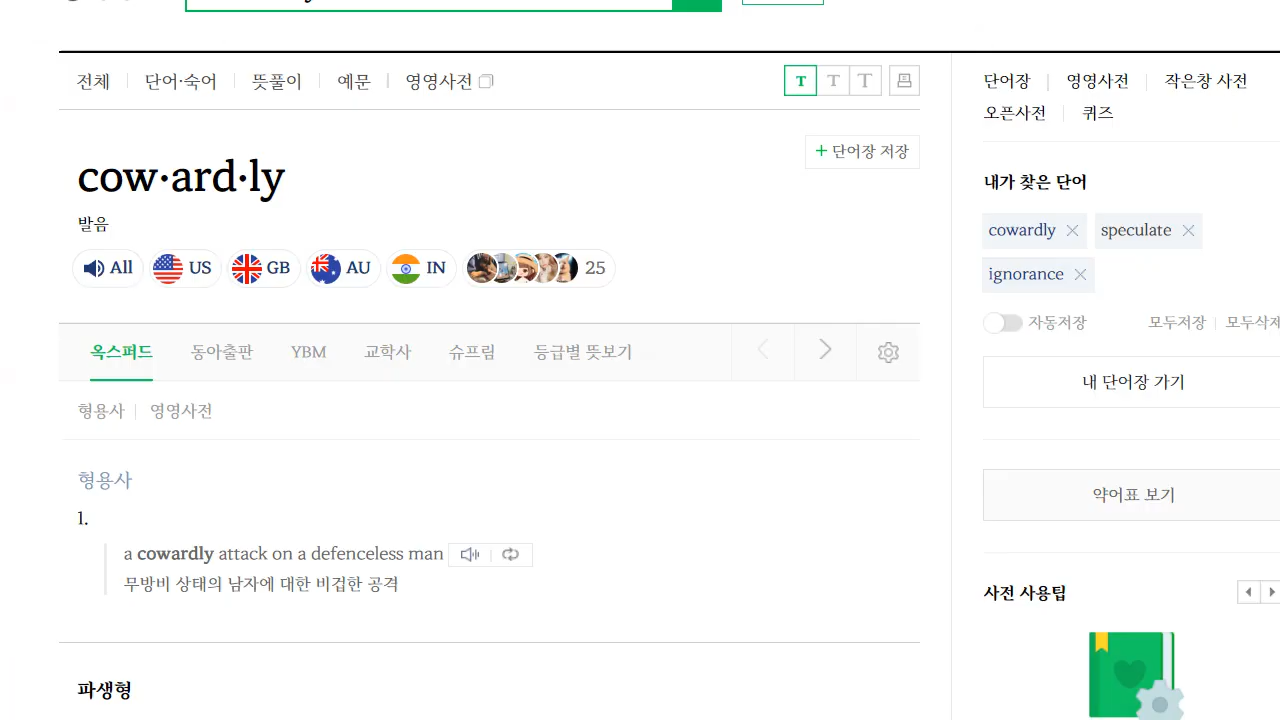 전체 단어·숙어 뜻풀이 예문 영영사전
T T T
+ 단어장 저장
cow·ard·ly
발음
All US GB AU IN 25
옥스퍼드 동아출판 YBM 교학사 슈프림 등급별 뜻보기
형용사 영영사전
형용사
1.
a cowardly attack on a defenceless man
무방비 상태의 남자에 대한 비겁한 공격
파생형
단어장 영영사전 작은창 사전
오픈사전 퀴즈
내가 찾은 단어
cowardly speculate
ignorance
자동저장 모두저장 모두삭제
내 단어장 가기
약어표 보기
사전 사용팁